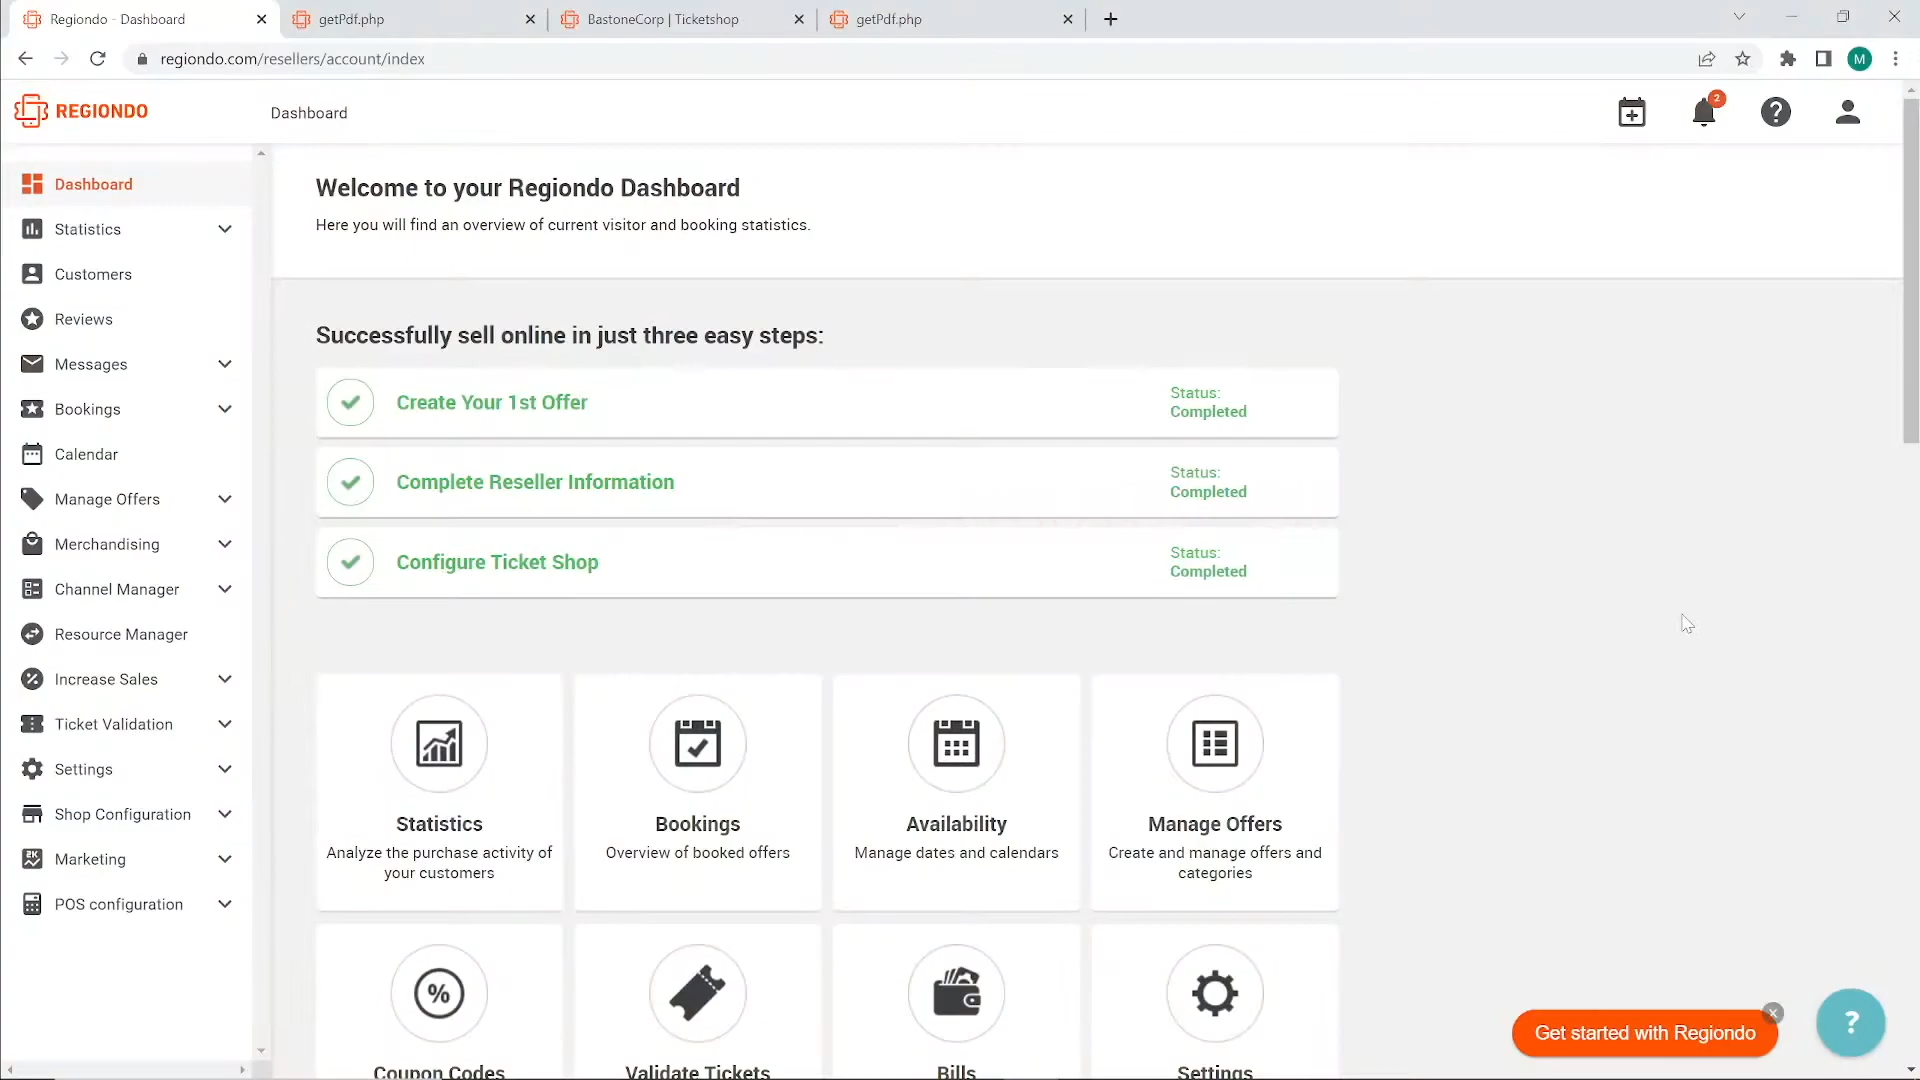 Regiondo - Dashboard
getPdf.php
BastoneCorp | Ticketshop
getPdf.php
regiondo.com/resellers/account/index
M
REGIONDO
Dashboard
2
Dashboard
Statistics
Customers
Reviews
Messages
Bookings
Calendar
Manage Offers
Merchandising
Channel Manager
Resource Manager
Increase Sales
Ticket Validation
Settings
Shop Configuration
Marketing
POS configuration
Welcome to your Regiondo Dashboard
Here you will find an overview of current visitor and booking statistics.
Successfully sell online in just three easy steps:
Create Your 1st Offer
Status:
Completed
Complete Reseller Information
Status:
Completed
Configure Ticket Shop
Status:
Completed
Statistics
Analyze the purchase activity of
your customers
Bookings
Overview of booked offers
Availability
Manage dates and calendars
Manage Offers
Create and manage offers and
categories
%
Coupon Codes
Validate Tickets
Bills
Settings
Get started with Regiondo
?